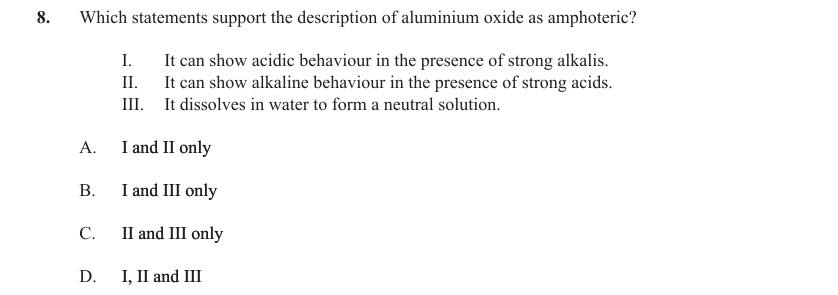 8. Which statements support the description of aluminium oxide as amphoteric?
I. It can show acidic behaviour in the presence of strong alkalis.
II. It can show alkaline behaviour in the presence of strong acids.
III. It dissolves in water to form a neutral solution.
A. I and II only
B. I and III only
C. II and III only
D. I, II and III